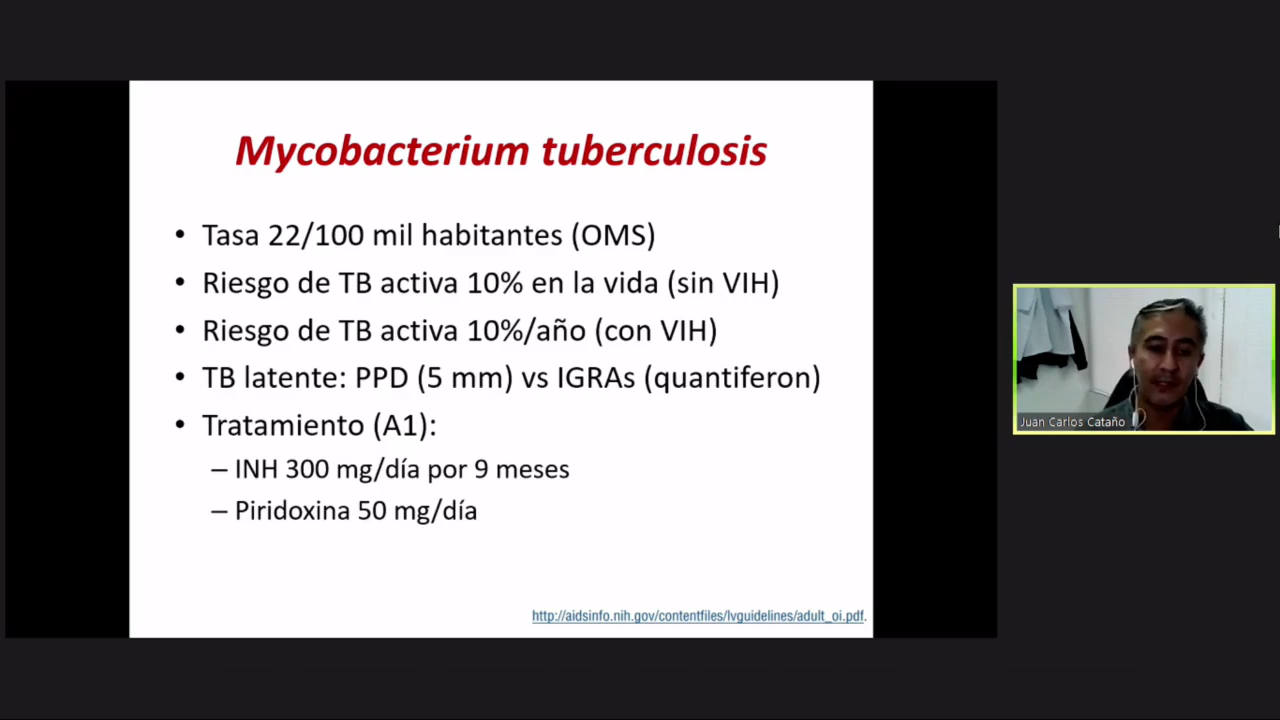 Mycobacterium tuberculosis
• Tasa 22/100 mil habitantes (OMS)
• Riesgo de TB activa 10% en la vida (sin VIH)
• Riesgo de TB activa 10%/año (con VIH)
• TB latente: PPD (5 mm) vs IGRAs (quantiferon)
• Tratamiento (A1):
– INH 300 mg/día por 9 meses
– Piridoxina 50 mg/día
http://aidsinfo.nih.gov/contentfiles/lvguidelines/adult_oi.pdf.
Juan Carlos Cataño